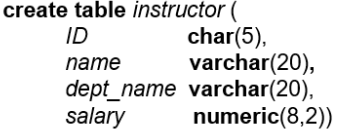 create table instructor (
ID char(5),
name varchar(20),
dept_name varchar(20),
salary numeric(8,2))